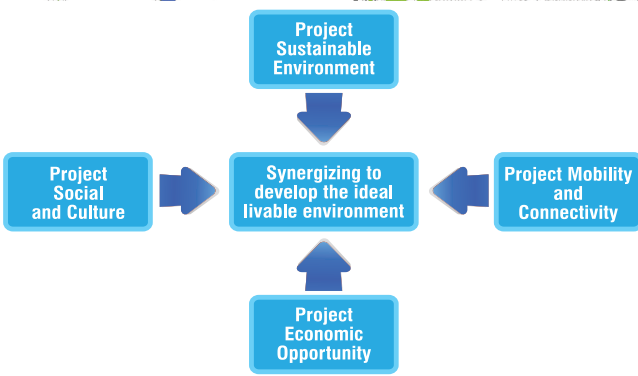 Project
Sustainable
Environment
Project
Social
and Culture
Synergizing to
develop the ideal
livable environment
Project Mobility
and
Connectivity
Project
Economic
Opportunity